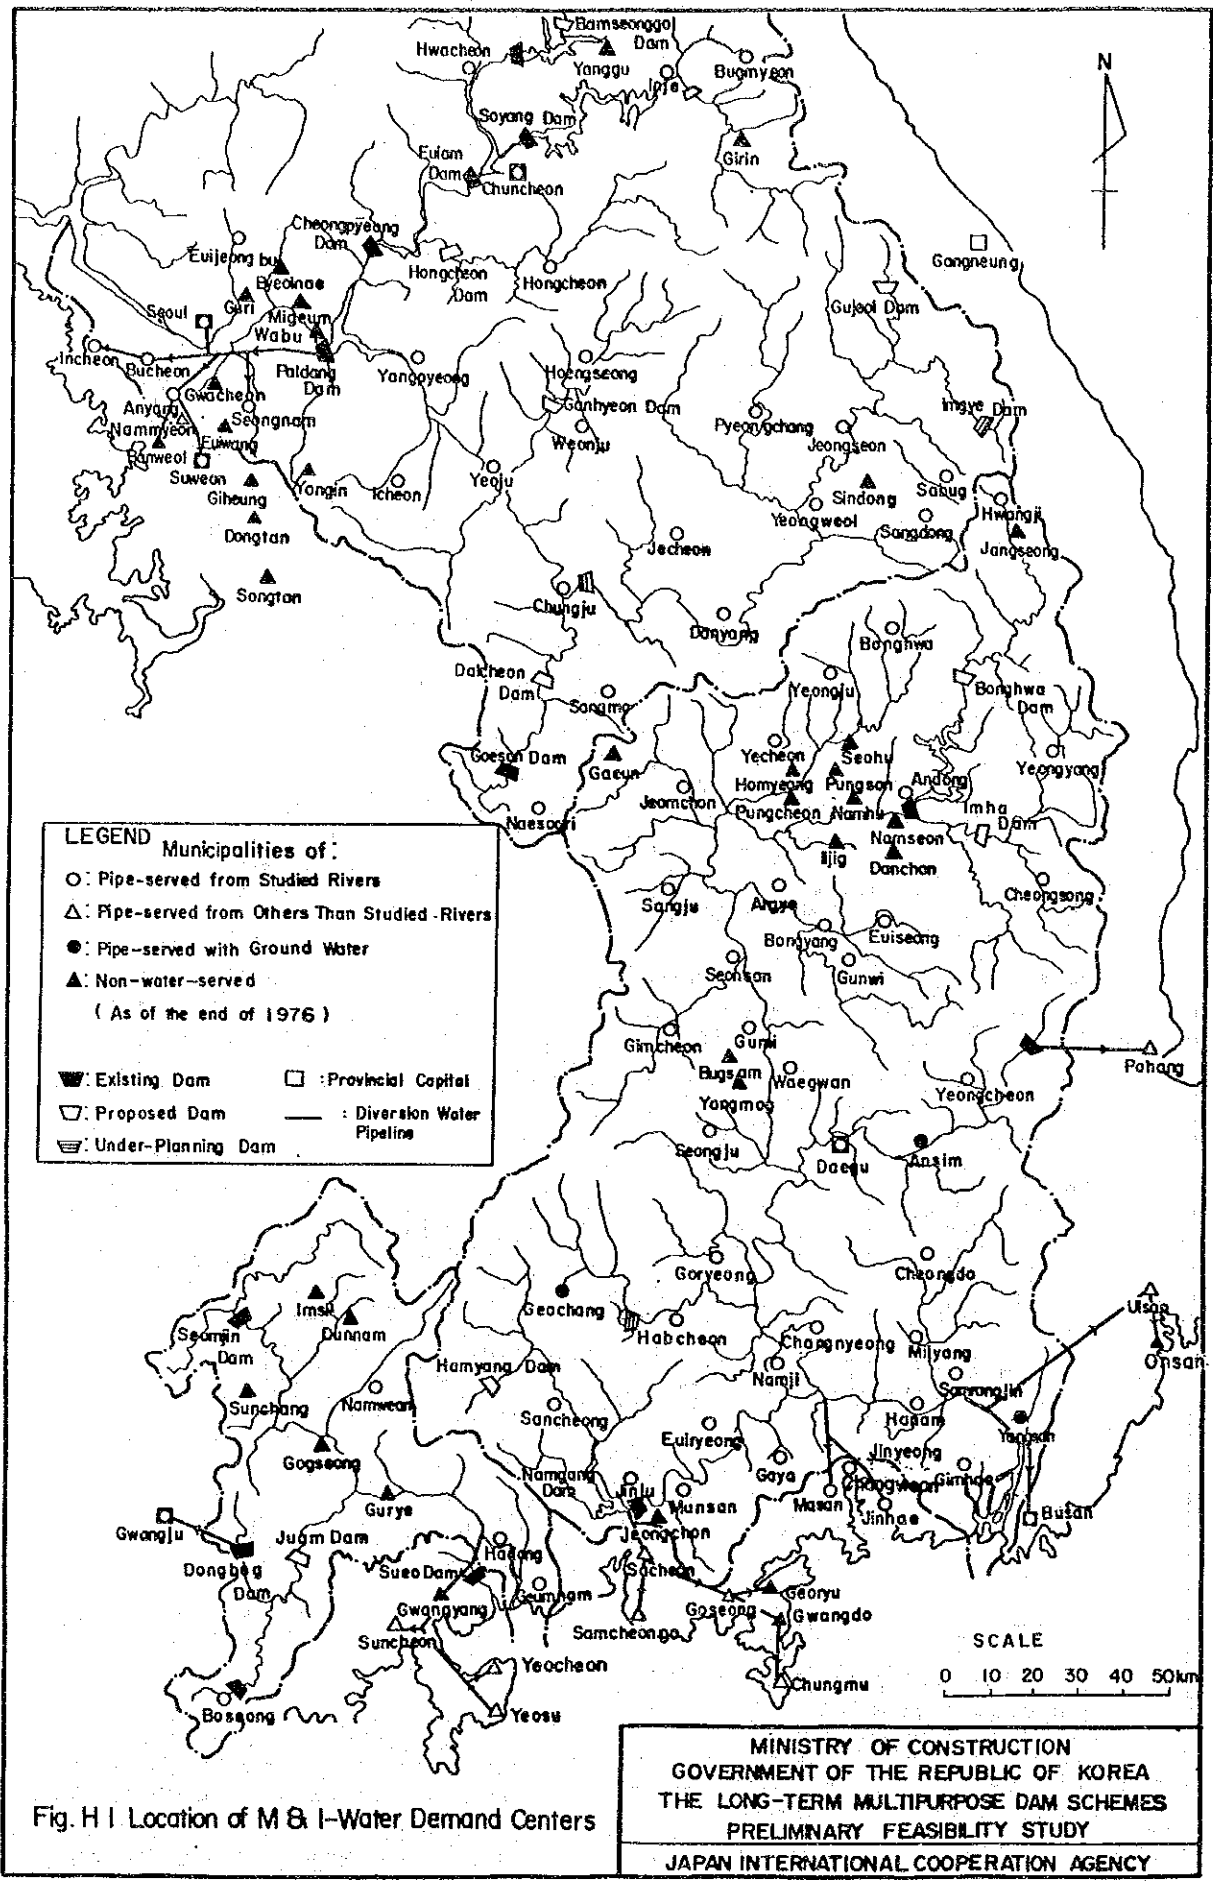 Bamseonggol
Dam
Hwacheon
Yanggu
Inje
Bugmyeon
N
Soyang Dam
Girin
Euiam
Dam
Chuncheon
Cheongpyeong
Dam
Gangneung
Euijeongbu
Byeolnae
Hongcheon
Dam
Hongcheon
Guri
Migeum
Gujeol Dam
Seoul
Wabu
Incheon
Bucheon
Paldang
Dam
Yangpyeong
Hoengseong
Gwacheon
Anyang
Seongnam
Ganhyeon Dam
Imgye Dam
Nammyeon
Euiwang
Pyeongchang
Banweol
Weonju
Jeongseon
Suweon
Giheung
Yongin
Icheon
Yeoju
Sindong
Sabug
Hwangji
Yeongweol
Sangdong
Dongtan
Jangseong
Jecheon
Songtan
Chungju
Danyang
Bonghwa
Dalcheon
Dam
Yeongju
Bonghwa
Dam
Sangmo
Goesan Dam
Gaeun
Yecheon
Seohu
Yeongyang
Homyeong
Pungsan
Andong
Jeomchon
Pungcheon
Namhu
Imha
Dam
Naesogri
Namseon
Iljig
Danchon
LEGEND
Municipalities of :
: Pipe-served from Studied Rivers
: Pipe-served from Others Than Studied-Rivers
: Pipe-served with Ground Water
: Non-water-served
( As of the end of 1976 )
: Existing Dam
: Provincial Capital
: Proposed Dam
: Diversion Water
Pipeline
: Under-Planning Dam
Cheongsong
Sangju
Angye
Bongyang
Euiseong
Seonsan
Gunwi
Gimcheon
Gumi
Bugsam
Waegwan
Pohang
Yangmog
Yeongcheon
Seongju
Daegu
Ansim
Goryeong
Cheongdo
Imsil
Geochang
Ulsan
Seomjin
Dam
Dunnam
Habcheon
Changnyeong
Milyang
Onsan
Hamyang Dam
Namji
Samrangjin
Sunchang
Namweon
Sancheong
Hanam
Euiryeong
Yangsan
Gogseong
Jinyeong
Namgang
Dam
Jinju
Gaya
Changweon
Gimhae
Gurye
Munsan
Masan
Jinhae
Busan
Gwangju
Juam Dam
Jeongchon
Hadong
Dongbog
Dam
Sueo Dam
Sacheon
Geumnam
Georyu
Gwangyang
Goseong
Gwangdo
Suncheon
Samcheonpo
SCALE
Yeocheon
0 10 20 30 40 50km
Chungmu
Boseong
Yeosu
MINISTRY OF CONSTRUCTION
GOVERNMENT OF THE REPUBLIC OF KOREA
THE LONG-TERM MULTIPURPOSE DAM SCHEMES
PRELIMINARY FEASIBILITY STUDY
JAPAN INTERNATIONAL COOPERATION AGENCY
Fig. H 1 Location of M & I-Water Demand Centers